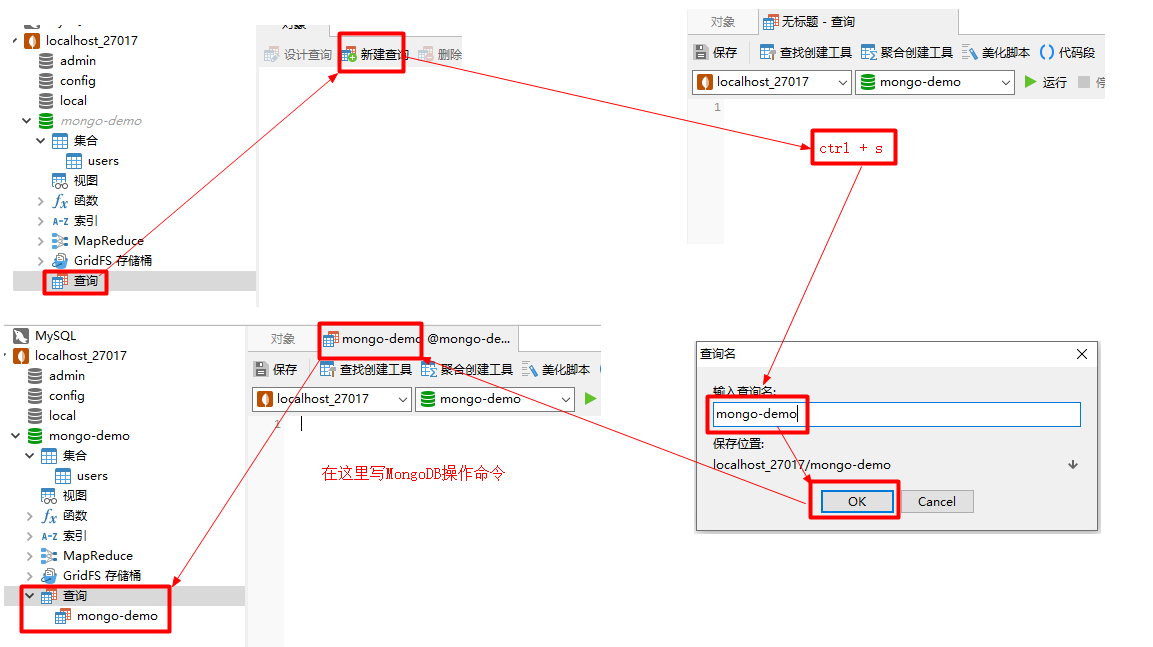 对象
localhost_27017
admin
config
local
mongo-demo
集合
users
视图
函数
索引
MapReduce
GridFS 存储桶
查询
设计查询
新建查询
删除
对象
无标题 - 查询
保存
查找创建工具
聚合创建工具
美化脚本
代码段
localhost_27017
mongo-demo
运行
1
ctrl + s
查询名
输入查询名:
mongo-demo
保存位置:
localhost_27017/mongo-demo
OK
Cancel
MySQL
localhost_27017
admin
config
local
mongo-demo
集合
users
视图
函数
索引
MapReduce
GridFS 存储桶
查询
mongo-demo
对象
mongo-demo @mongo-de...
保存
查找创建工具
聚合创建工具
美化脚本
localhost_27017
mongo-demo
1
在这里写MongoDB操作命令